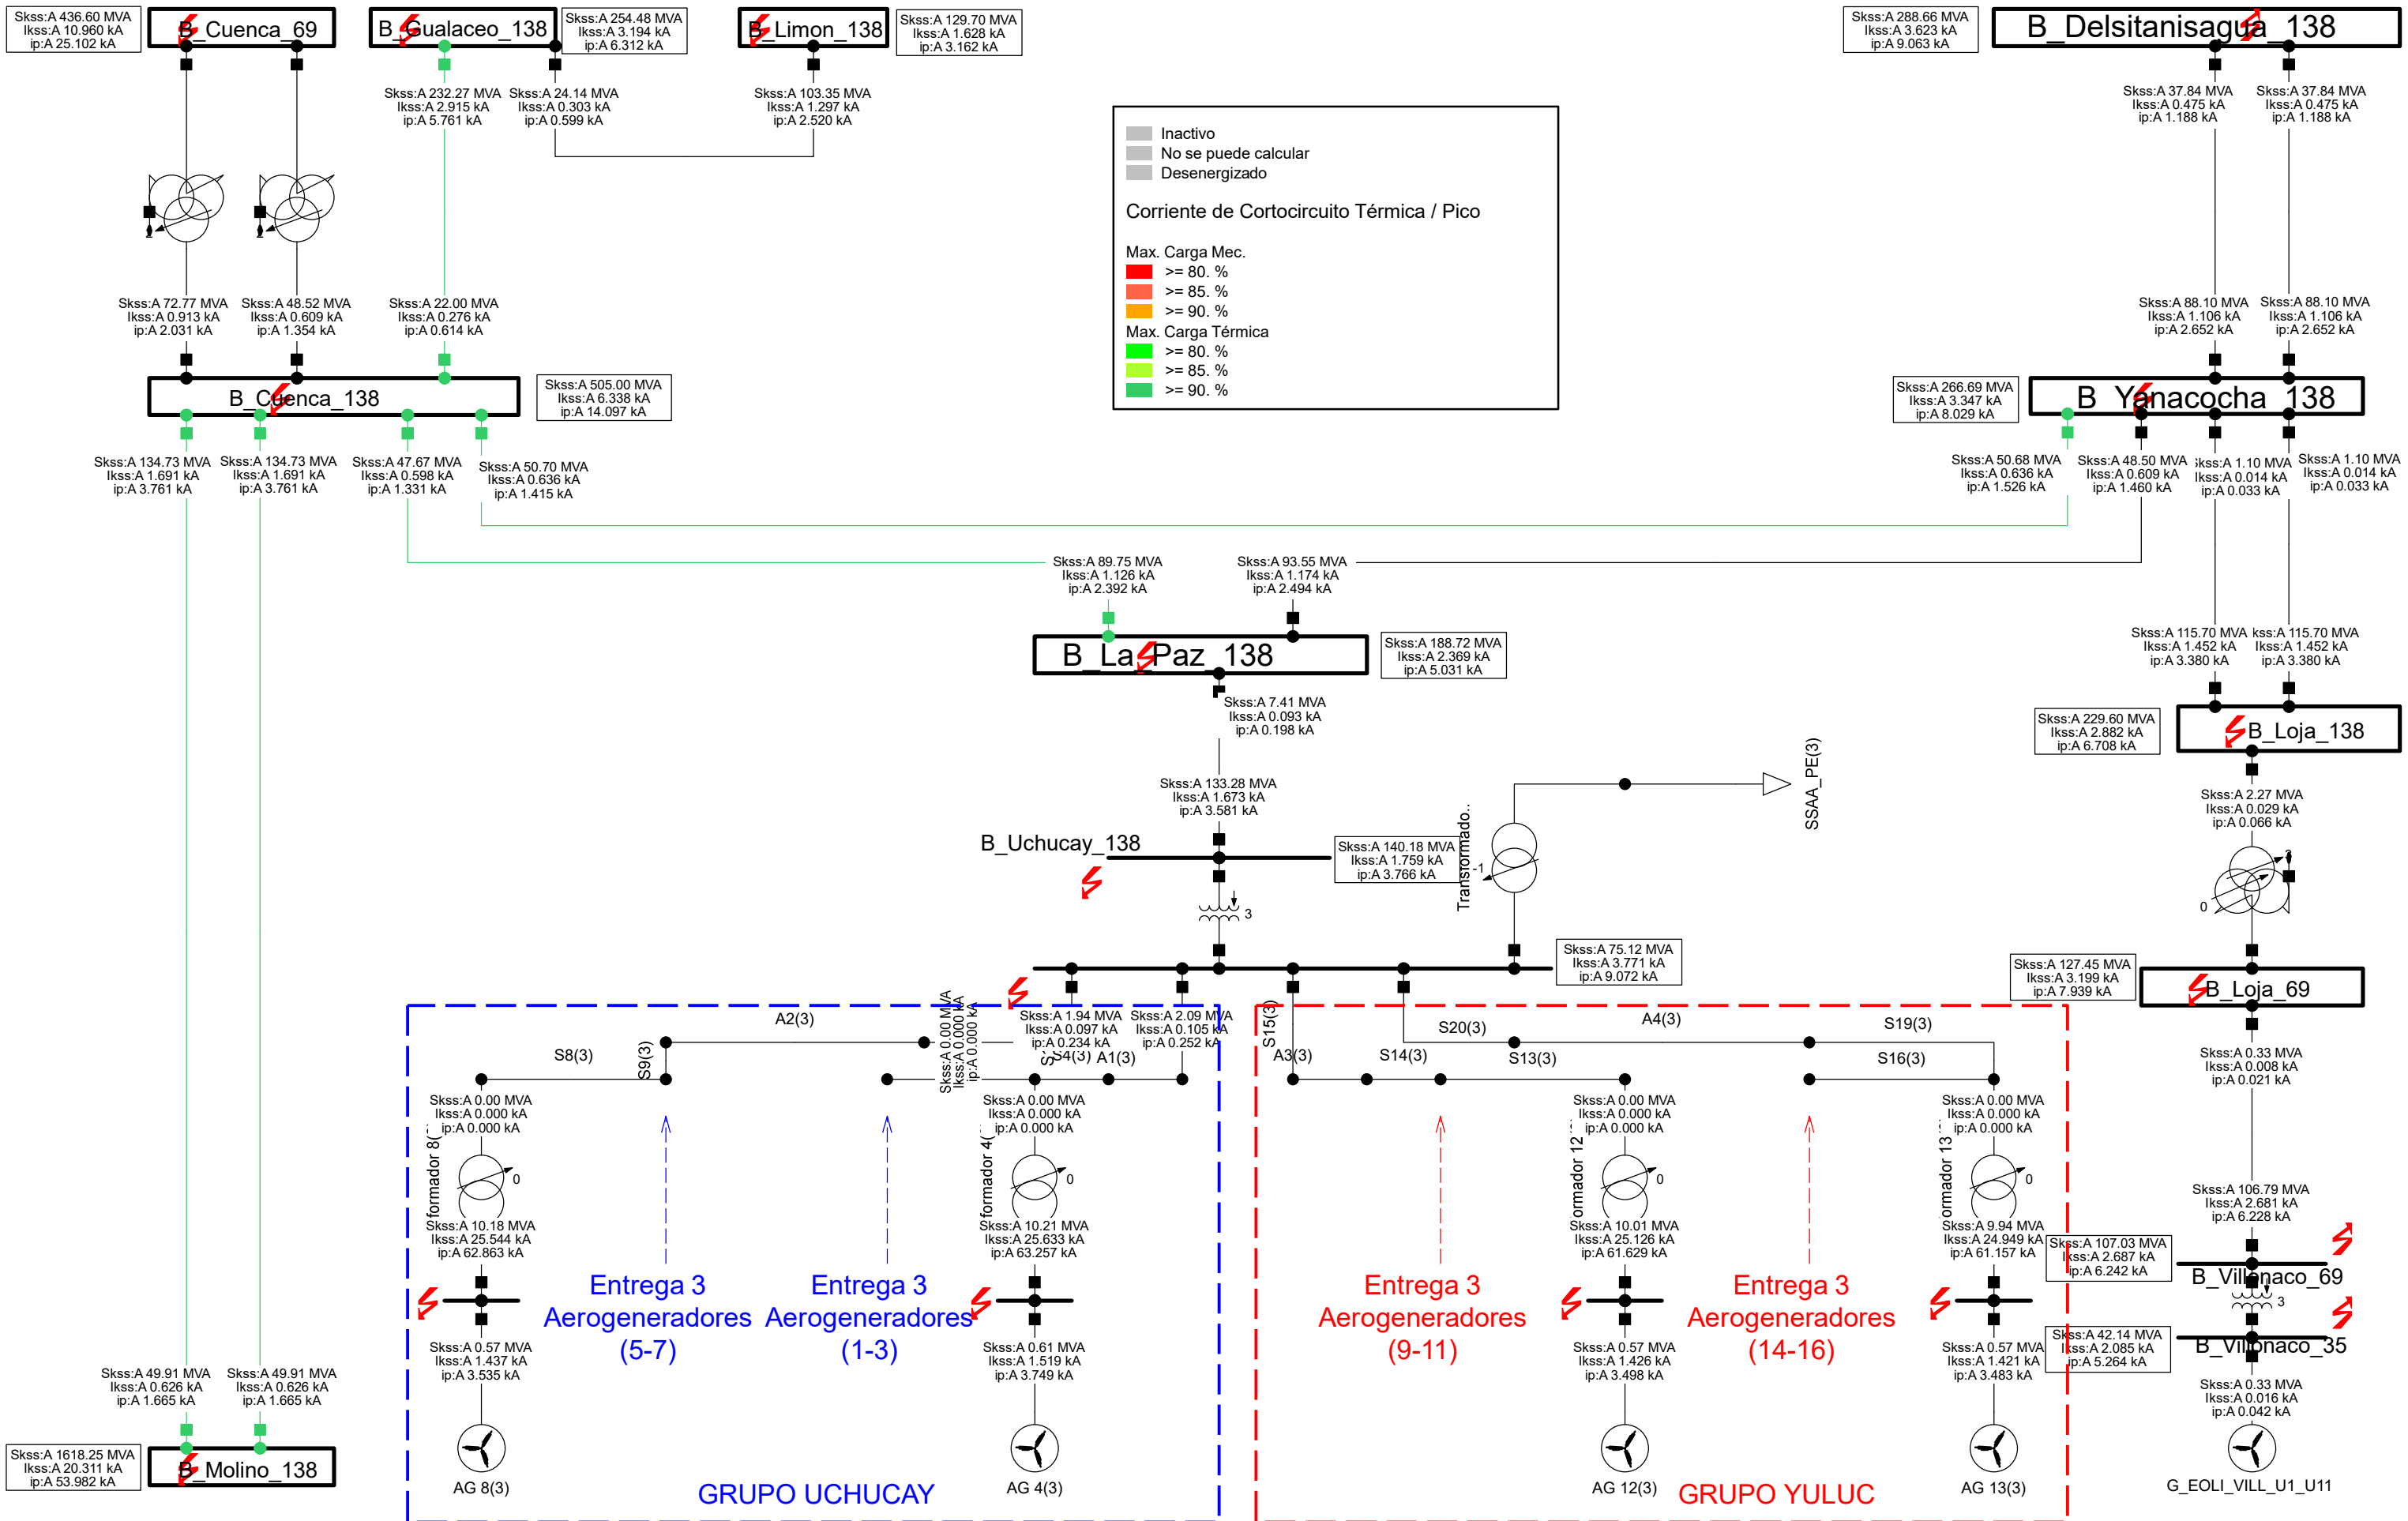 Skss:A 436.60 MVA
Ikss:A 10.960 kA
ip:A 25.102 kA
B_Cuenca_69
B_Gualaceo_138
Skss:A 254.48 MVA
Ikss:A 3.194 kA
ip:A 6.312 kA
B_Limon_138
Skss:A 129.70 MVA
Ikss:A 1.628 kA
ip:A 3.162 kA
Skss:A 288.66 MVA
Ikss:A 3.623 kA
ip:A 9.063 kA
B_Delsitanisagua_138
Skss:A 232.27 MVA
Ikss:A 2.915 kA
ip:A 5.761 kA
Skss:A 24.14 MVA
Ikss:A 0.303 kA
ip:A 0.599 kA
Skss:A 103.35 MVA
Ikss:A 1.297 kA
ip:A 2.520 kA
Skss:A 37.84 MVA
Ikss:A 0.475 kA
ip:A 1.188 kA
Skss:A 37.84 MVA
Ikss:A 0.475 kA
ip:A 1.188 kA
Inactivo
No se puede calcular
Desenergizado
Corriente de Cortocircuito Térmica / Pico
Max. Carga Mec.
>= 80. %
>= 85. %
>= 90. %
Max. Carga Térmica
>= 80. %
>= 85. %
>= 90. %
Skss:A 72.77 MVA
Ikss:A 0.913 kA
ip:A 2.031 kA
Skss:A 48.52 MVA
Ikss:A 0.609 kA
ip:A 1.354 kA
Skss:A 22.00 MVA
Ikss:A 0.276 kA
ip:A 0.614 kA
Skss:A 88.10 MVA
Ikss:A 1.106 kA
ip:A 2.652 kA
Skss:A 88.10 MVA
Ikss:A 1.106 kA
ip:A 2.652 kA
B_Cuenca_138
Skss:A 505.00 MVA
Ikss:A 6.338 kA
ip:A 14.097 kA
Skss:A 266.69 MVA
Ikss:A 3.347 kA
ip:A 8.029 kA
B_Yanacocha_138
Skss:A 134.73 MVA
Ikss:A 1.691 kA
ip:A 3.761 kA
Skss:A 134.73 MVA
Ikss:A 1.691 kA
ip:A 3.761 kA
Skss:A 47.67 MVA
Ikss:A 0.598 kA
ip:A 1.331 kA
Skss:A 50.70 MVA
Ikss:A 0.636 kA
ip:A 1.415 kA
Skss:A 50.68 MVA
Ikss:A 0.636 kA
ip:A 1.526 kA
Skss:A 48.50 MVA
Ikss:A 0.609 kA
ip:A 1.460 kA
Skss:A 1.10 MVA
Ikss:A 0.014 kA
ip:A 0.033 kA
Skss:A 1.10 MVA
Ikss:A 0.014 kA
ip:A 0.033 kA
Skss:A 89.75 MVA
Ikss:A 1.126 kA
ip:A 2.392 kA
Skss:A 93.55 MVA
Ikss:A 1.174 kA
ip:A 2.494 kA
B_La_Paz_138
Skss:A 188.72 MVA
Ikss:A 2.369 kA
ip:A 5.031 kA
Skss:A 115.70 MVA
Ikss:A 1.452 kA
ip:A 3.380 kA
kss:A 115.70 MVA
Ikss:A 1.452 kA
ip:A 3.380 kA
Skss:A 7.41 MVA
Ikss:A 0.093 kA
ip:A 0.198 kA
Skss:A 229.60 MVA
Ikss:A 2.882 kA
ip:A 6.708 kA
B_Loja_138
Skss:A 133.28 MVA
Ikss:A 1.673 kA
ip:A 3.581 kA
SSAA_PE(3)
Skss:A 2.27 MVA
Ikss:A 0.029 kA
ip:A 0.066 kA
B_Uchucay_138
Skss:A 140.18 MVA
Ikss:A 1.759 kA
ip:A 3.766 kA
Transformado..
-1
3
3
0
Skss:A 75.12 MVA
Ikss:A 3.771 kA
ip:A 9.072 kA
Skss:A 127.45 MVA
Ikss:A 3.199 kA
ip:A 7.939 kA
B_Loja_69
Skss:A 0.00 MVA
Ikss:A 0.000 kA
ip:A 0.000 kA
Skss:A 1.94 MVA
Ikss:A 0.097 kA
ip:A 0.234 kA
Skss:A 2.09 MVA
Ikss:A 0.105 kA
ip:A 0.252 kA
A2(3)
S8(3)
S9(3)
S4(3)
A1(3)
S15(3)
A3(3)
S14(3)
S20(3)
S13(3)
A4(3)
S19(3)
S16(3)
Skss:A 0.33 MVA
Ikss:A 0.008 kA
ip:A 0.021 kA
Skss:A 0.00 MVA
Ikss:A 0.000 kA
ip:A 0.000 kA
Skss:A 0.00 MVA
Ikss:A 0.000 kA
ip:A 0.000 kA
Skss:A 0.00 MVA
Ikss:A 0.000 kA
ip:A 0.000 kA
Skss:A 0.00 MVA
Ikss:A 0.000 kA
ip:A 0.000 kA
formador 8(
0
formador 4(
0
ormador 12
0
ormador 13
0
Skss:A 10.18 MVA
Ikss:A 25.544 kA
ip:A 62.863 kA
Skss:A 10.21 MVA
Ikss:A 25.633 kA
ip:A 63.257 kA
Skss:A 10.01 MVA
Ikss:A 25.126 kA
ip:A 61.629 kA
Skss:A 9.94 MVA
Ikss:A 24.949 kA
ip:A 61.157 kA
Skss:A 106.79 MVA
Ikss:A 2.681 kA
ip:A 6.228 kA
Skss:A 107.03 MVA
Ikss:A 2.687 kA
ip:A 6.242 kA
B_Villonaco_69
3
Entrega 3
Aerogeneradores
(5-7)
Entrega 3
Aerogeneradores
(1-3)
Entrega 3
Aerogeneradores
(9-11)
Entrega 3
Aerogeneradores
(14-16)
Skss:A 42.14 MVA
Ikss:A 2.085 kA
ip:A 5.264 kA
B_Villonaco_35
Skss:A 0.57 MVA
Ikss:A 1.437 kA
ip:A 3.535 kA
Skss:A 0.61 MVA
Ikss:A 1.519 kA
ip:A 3.749 kA
Skss:A 0.57 MVA
Ikss:A 1.426 kA
ip:A 3.498 kA
Skss:A 0.57 MVA
Ikss:A 1.421 kA
ip:A 3.483 kA
Skss:A 49.91 MVA
Ikss:A 0.626 kA
ip:A 1.665 kA
Skss:A 49.91 MVA
Ikss:A 0.626 kA
ip:A 1.665 kA
Skss:A 0.33 MVA
Ikss:A 0.016 kA
ip:A 0.042 kA
Skss:A 1618.25 MVA
Ikss:A 20.311 kA
ip:A 53.982 kA
B_Molino_138
AG 8(3)
GRUPO UCHUCAY
AG 4(3)
AG 12(3)
GRUPO YULUC
AG 13(3)
G_EOLI_VILL_U1_U11